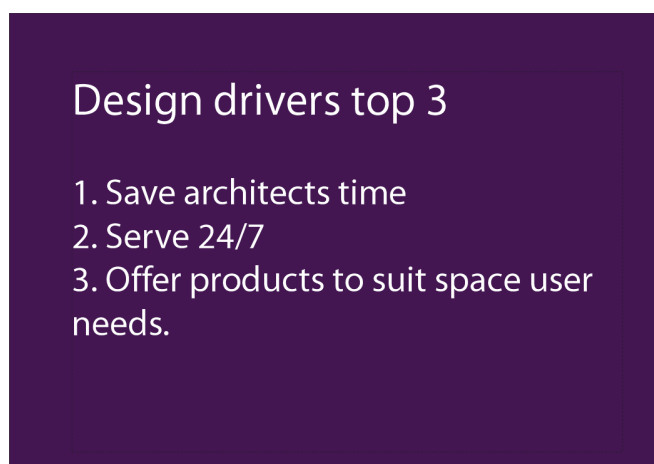 Design drivers top 3
1. Save architects time
2. Serve 24/7
3. Offer products to suit space user
needs.